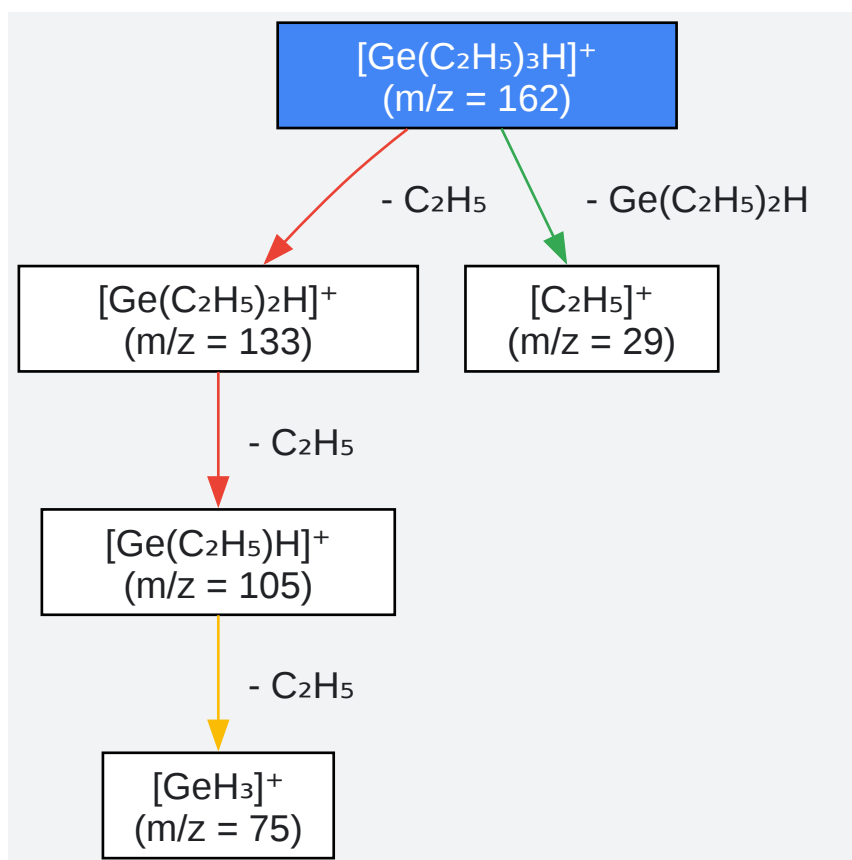 [Ge(C₂H₅)₃H]⁺
(m/z = 162)
- C₂H₅
- Ge(C₂H₅)₂H
[Ge(C₂H₅)₂H]⁺
(m/z = 133)
[C₂H₅]⁺
(m/z = 29)
- C₂H₅
[Ge(C₂H₅)H]⁺
(m/z = 105)
- C₂H₅
[GeH₃]⁺
(m/z = 75)